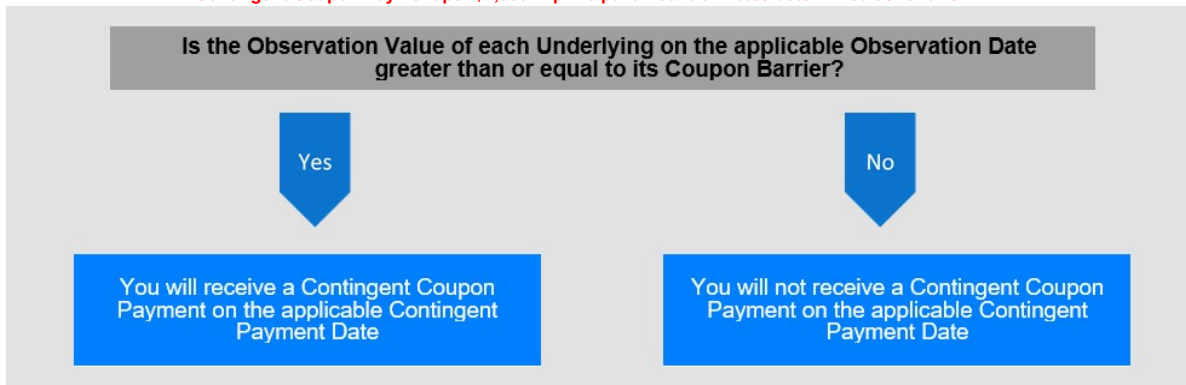 Is the Observation Value of each Underlying on the applicable Observation Date
greater than or equal to its Coupon Barrier?
Yes
No
You will receive a Contingent Coupon
Payment on the applicable Contingent
Payment Date
You will not receive a Contingent Coupon
Payment on the applicable Contingent
Payment Date